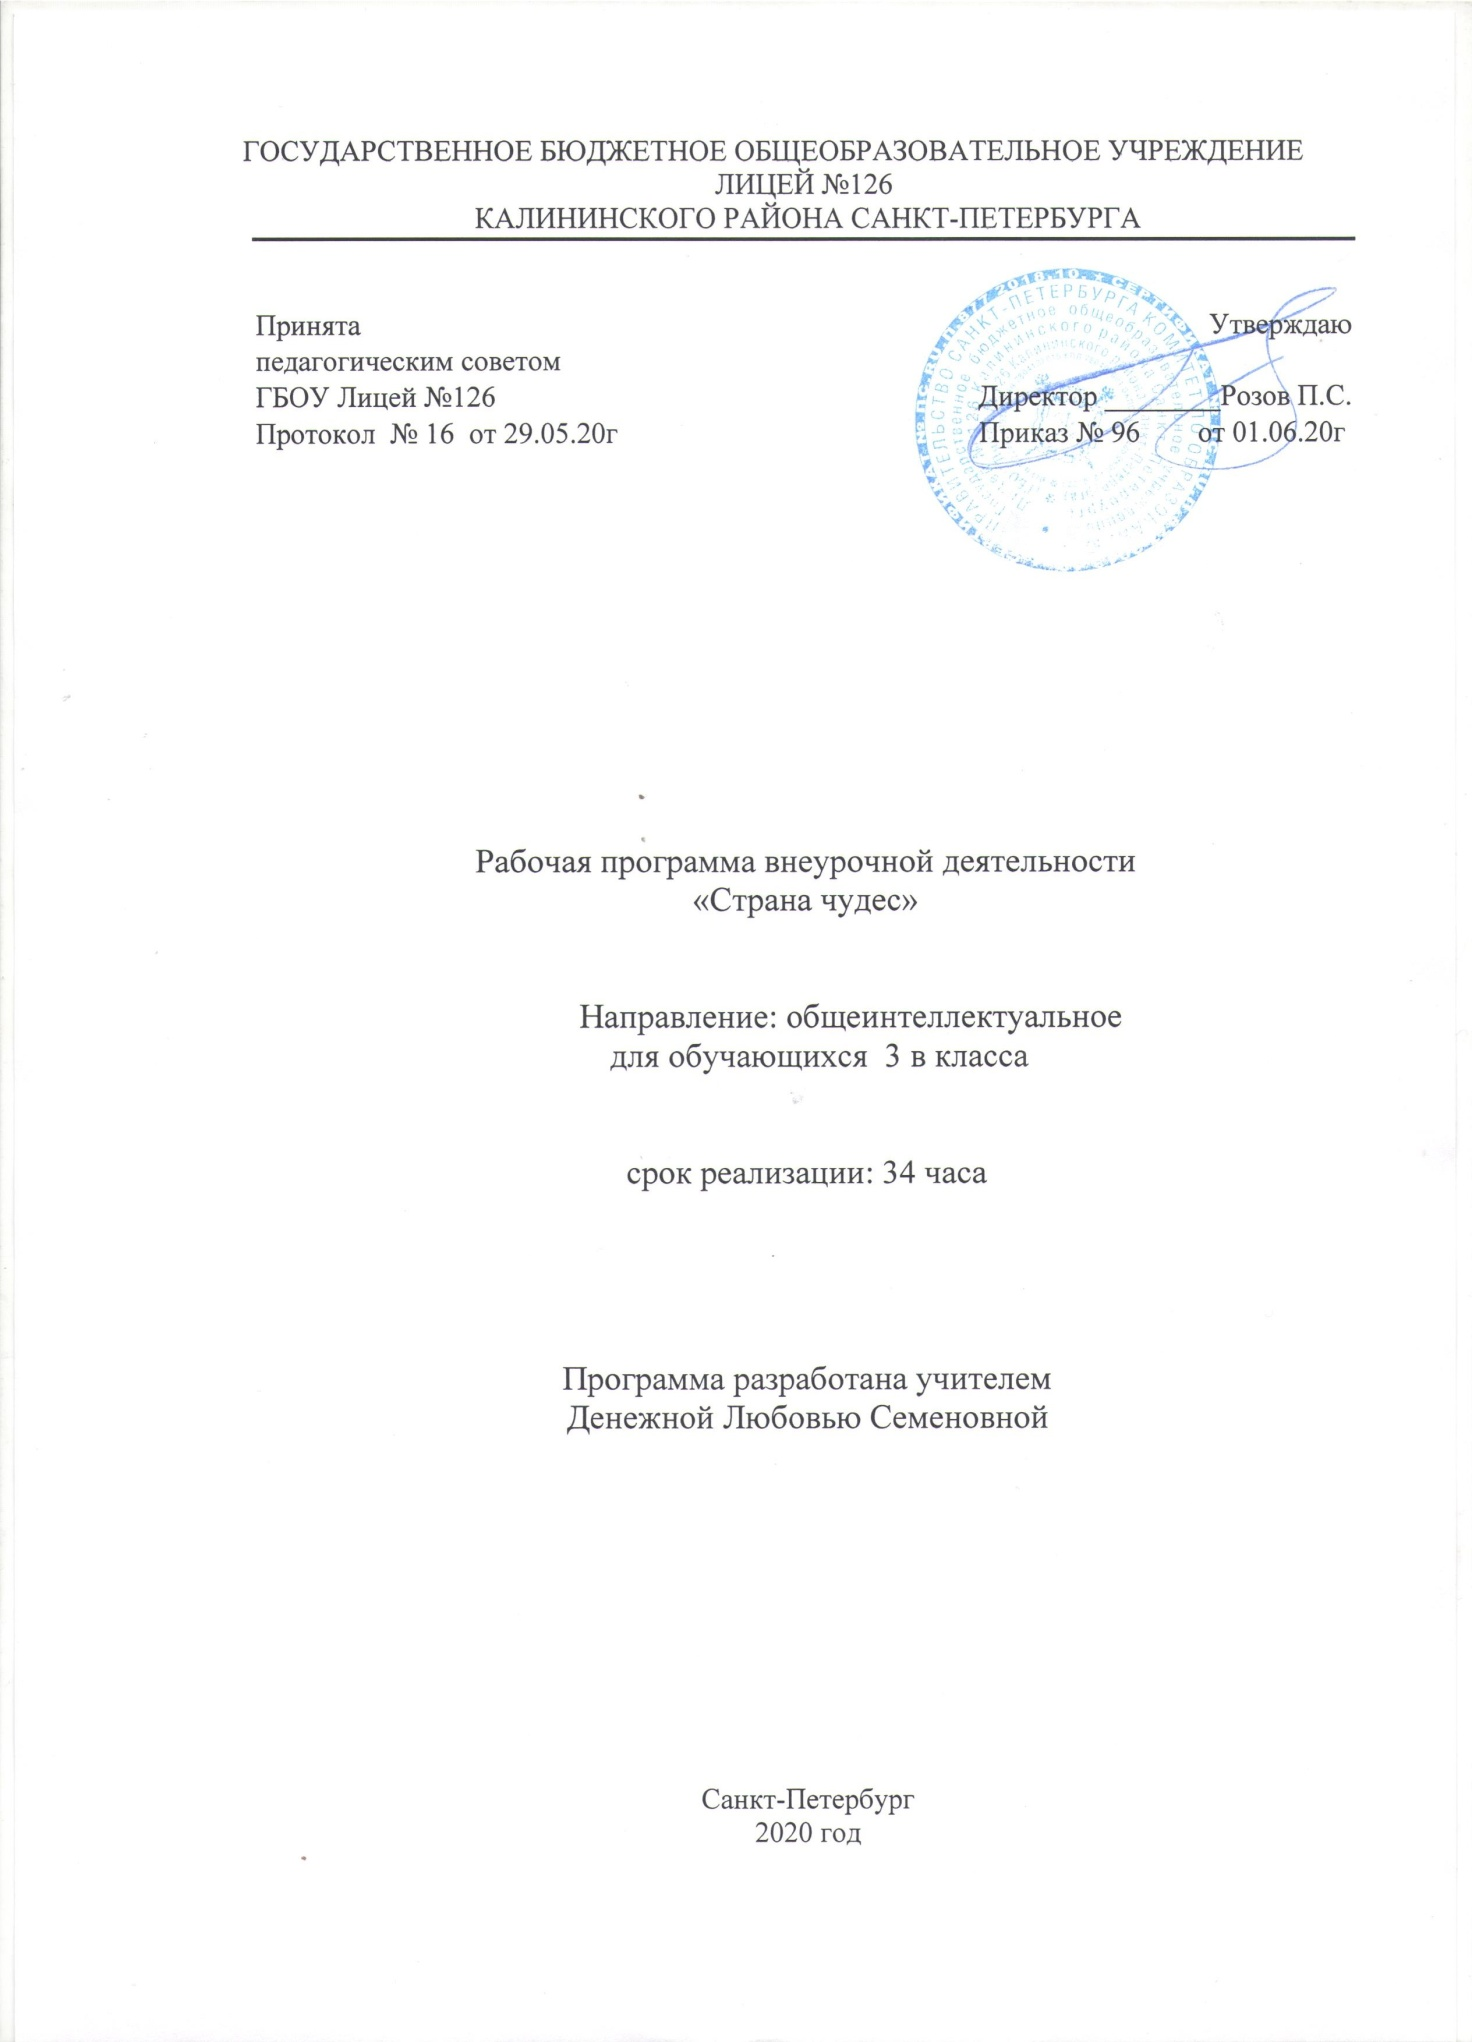 ГОСУДАРСТВЕННОЕ БЮДЖЕТНОЕ ОБЩЕОБРАЗОВАТЕЛЬНОЕ УЧРЕЖДЕНИЕ
ЛИЦЕЙ №126
КАЛИНИНСКОГО РАЙОНА САНКТ-ПЕТЕРБУРГА
Принята
педагогическим советом
ГБОУ Лицей №126
Протокол № 16 от 29.05.20г
Утверждаю
Директор ________Розов П.С.
Приказ № 96 от 01.06.20г
Рабочая программа внеурочной деятельности
«Страна чудес»
Направление: общеинтеллектуальное
для обучающихся 3 в класса
срок реализации: 34 часа
Программа разработана учителем
Денежной Любовью Семеновной
Санкт-Петербург
2020 год